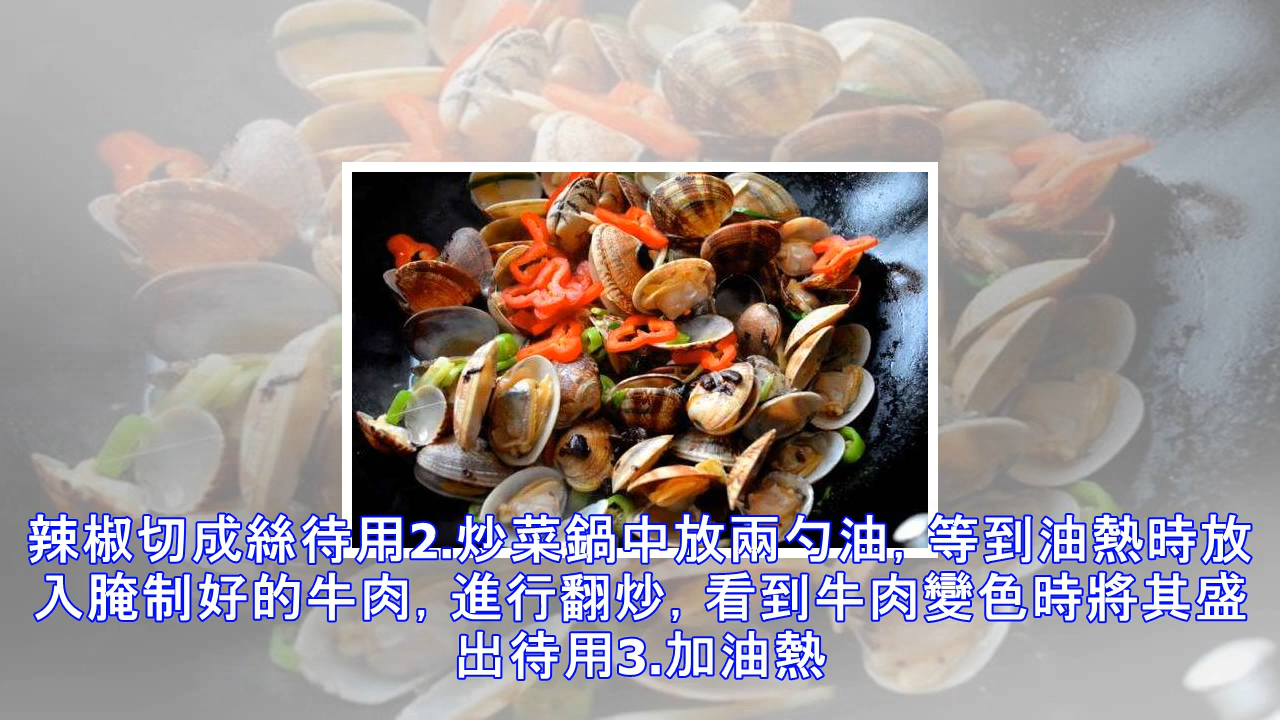 辣椒切成絲待用2.炒菜鍋中放兩勺油, 等到油熱時放
入腌制好的牛肉, 進行翻炒, 看到牛肉變色時將其盛
出待用3.加油熱